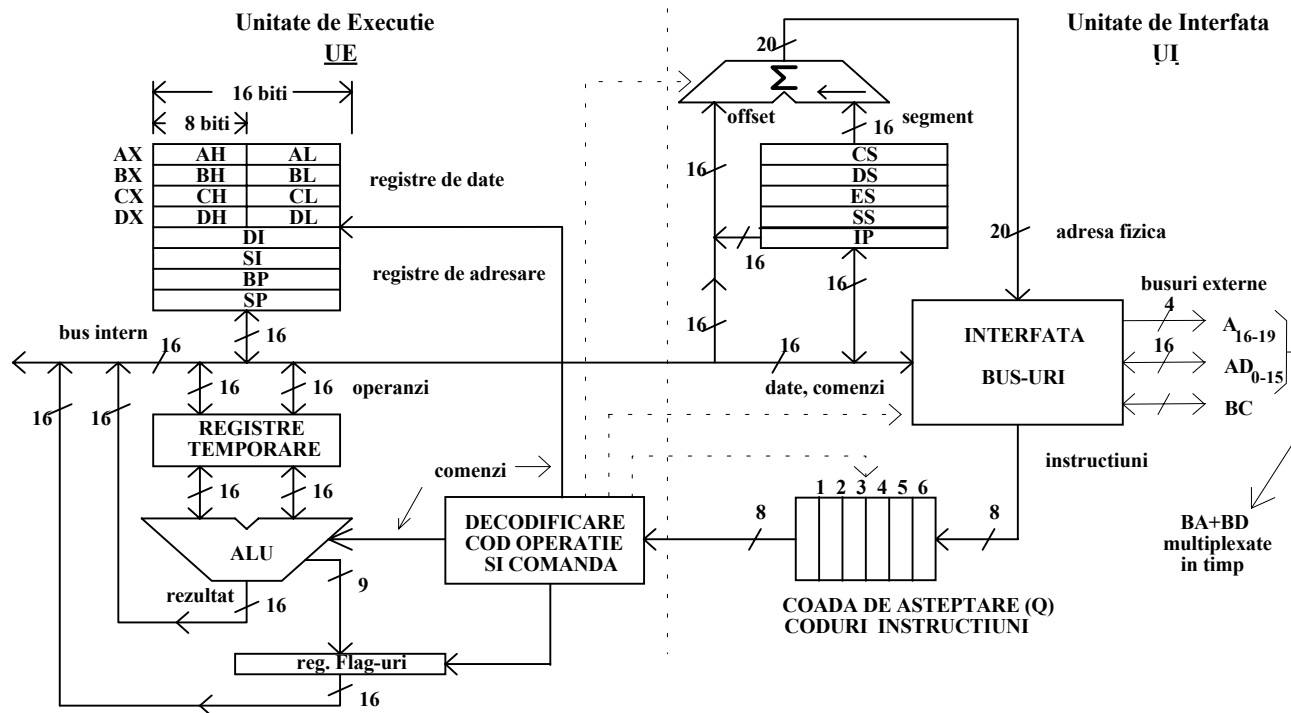 Unitate de Executie
UE
Unitate de Interfata
UI
16 biti
8 biti
AX
AH
AL
BX
BH
BL
CX
CH
CL
DX
DH
DL
DI
SI
BP
SP
registre de date
registre de adresare
20
Σ
offset
segment
16
16
CS
DS
ES
SS
IP
16
16
16
20
adresa fizica
busuri externe
4
A16-19
16
AD0-15
BC
INTERFATA
BUS-URI
bus intern
16
16
16
date, comenzi
16
16
operanzi
16
16
REGISTRE
TEMPORARE
16
16
comenzi
instructiuni
1 2 3 4 5 6
8
8
ALU
DECODIFICARE
COD OPERATIE
SI COMANDA
BA+BD
multiplexate
in timp
9
rezultat
16
COADA DE ASTEPTARE (Q)
CODURI INSTRUCTIUNI
reg. Flag-uri
16